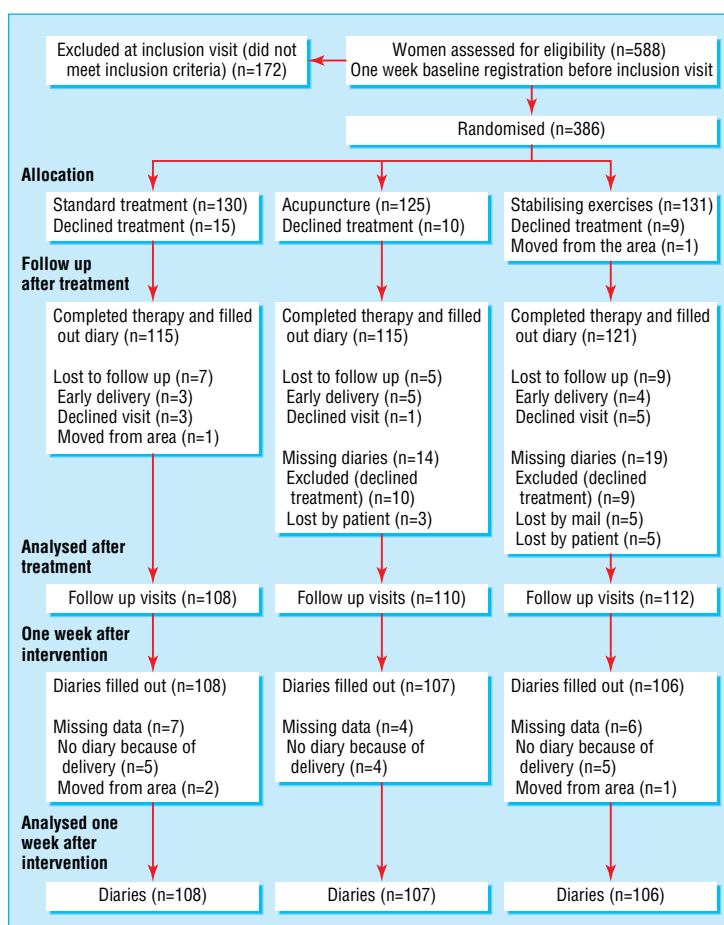 Excluded at inclusion visit (did not
meet inclusion criteria) (n=172)
Women assessed for eligibility (n=588)
One week baseline registration before inclusion visit
Randomised (n=386)
Allocation
Standard treatment (n=130)
Declined treatment (n=15)
Acupuncture (n=125)
Declined treatment (n=10)
Stabilising exercises (n=131)
Declined treatment (n=9)
Moved from the area (n=1)
Follow up
after treatment
Completed therapy and filled
out diary (n=115)
Lost to follow up (n=7)
Early delivery (n=3)
Declined visit (n=3)
Moved from area (n=1)
Completed therapy and filled
out diary (n=115)
Lost to follow up (n=5)
Early delivery (n=5)
Declined visit (n=1)
Missing diaries (n=14)
Excluded (declined
treatment) (n=10)
Lost by patient (n=3)
Completed therapy and filled
out diary (n=121)
Lost to follow up (n=9)
Early delivery (n=4)
Declined visit (n=5)
Missing diaries (n=19)
Excluded (declined
treatment) (n=9)
Lost by mail (n=5)
Lost by patient (n=5)
Analysed after
treatment
Follow up visits (n=108)
Follow up visits (n=110)
Follow up visits (n=112)
One week after
intervention
Diaries filled out (n=108)
Missing data (n=7)
No diary because of
delivery (n=5)
Moved from area (n=2)
Diaries filled out (n=107)
Missing data (n=4)
No diary because of
delivery (n=4)
Diaries filled out (n=106)
Missing data (n=6)
No diary because of
delivery (n=5)
Moved from area (n=1)
Analysed one
week after
intervention
Diaries (n=108)
Diaries (n=107)
Diaries (n=106)